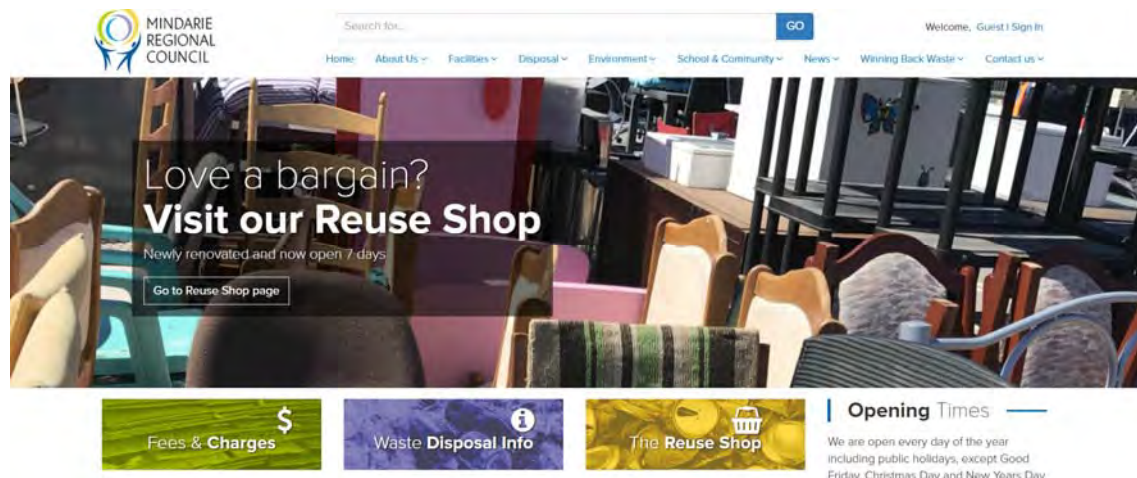 MINDARIE
REGIONAL
COUNCIL
Search for...
GO
Welcome, Guest | Sign In
Home About Us Facilities Disposal Environment School & Community News Winning Back Waste Contact us
Love a bargain?
Visit our Reuse Shop
Newly renovated and now open 7 days
Go to Reuse Shop page
Fees & Charges $
Waste Disposal Info
The Reuse Shop
Opening Times
We are open every day of the year
including public holidays, except Good
Friday, Christmas Day and New Years Day